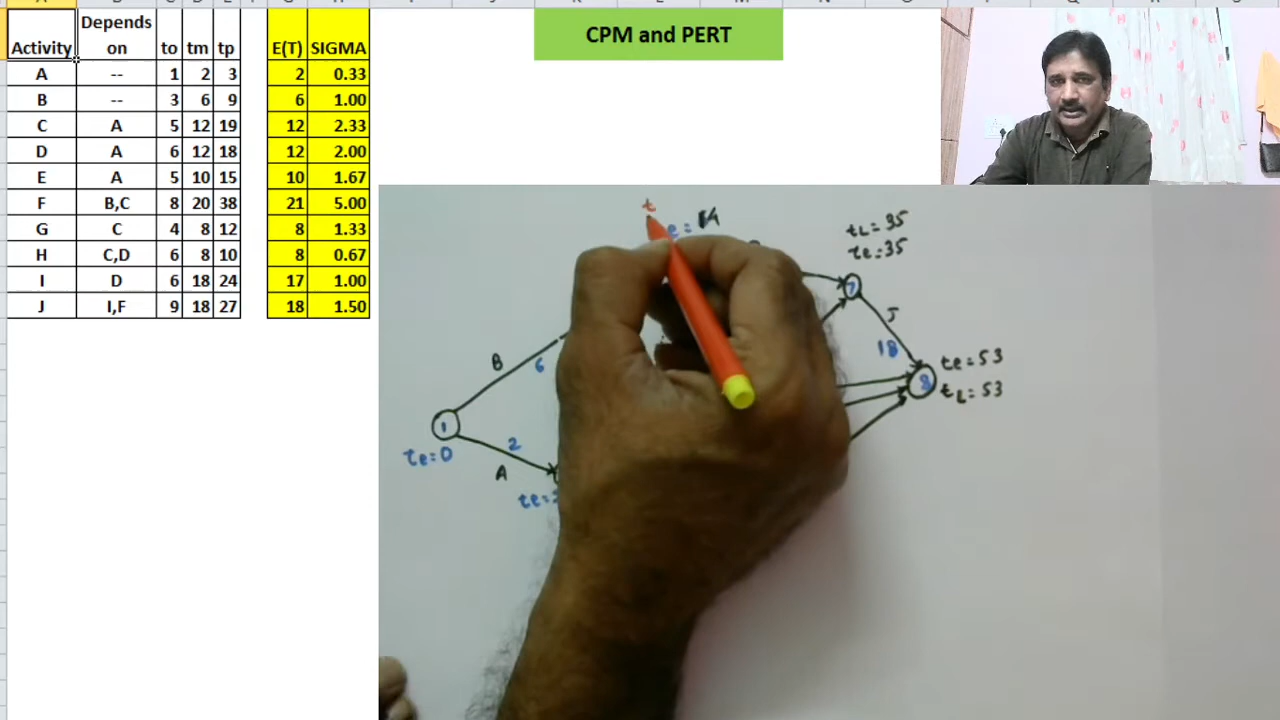 A B C D E F G H
CPM and PERT
Activity Depends on to tm tp E(T) SIGMA
A -- 1 2 3 2 0.33
B -- 3 6 9 6 1.00
C A 5 12 19 12 2.33
D A 6 12 18 12 2.00
E A 5 10 15 10 1.67
F B,C 8 20 38 21 5.00
G C 4 8 12 8 1.33
H C,D 6 8 10 8 0.67
I D 6 18 24 17 1.00
J I,F 9 18 27 18 1.50
t
e = 14
tL = 35
te = 35
7
J
18
te = 53
8
tL = 53
B
6
1
te = 0
2
A
te =